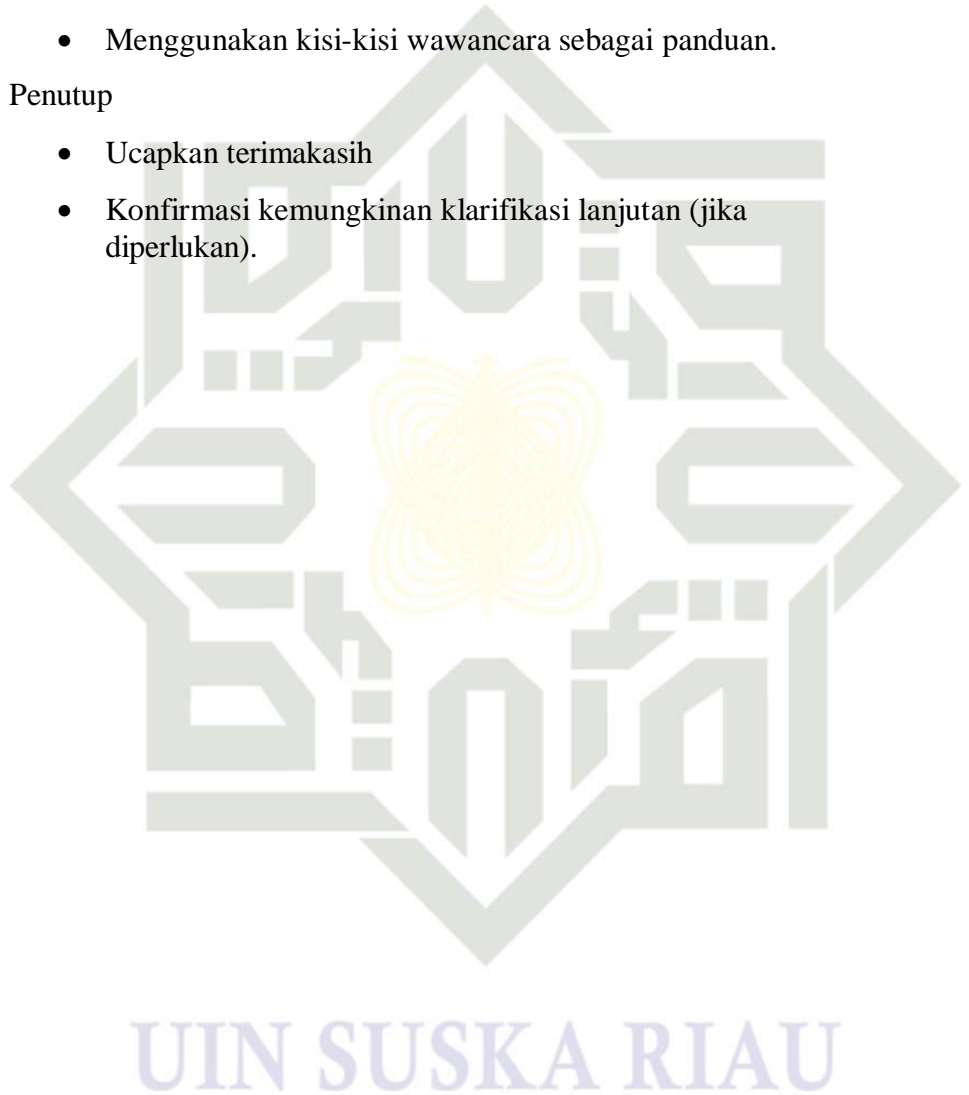 • Menggunakan kisi-kisi wawancara sebagai panduan.
Penutup
• Ucapkan terimakasih
• Konfirmasi kemungkinan klarifikasi lanjutan (jika
diperlukan).
UIN SUSKA RIAU